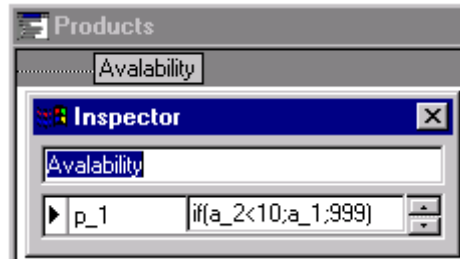 Products
Avalability
Inspector
Avalability
p_1 if(a_2<10;a_1;999)